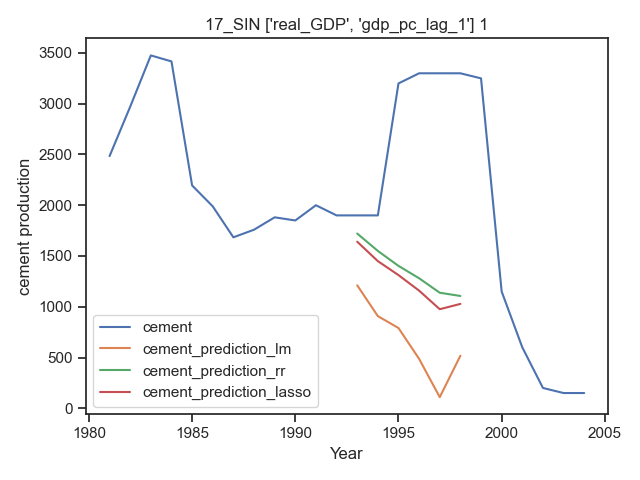 17_SIN ['real_GDP', 'gdp_pc_lag_1'] 1
3500
3000
2500
2000
1500
1000
500
0
cement production
cement
cement_prediction_lm
cement_prediction_rr
cement_prediction_lasso
1980 1985 1990 1995 2000 2005
Year